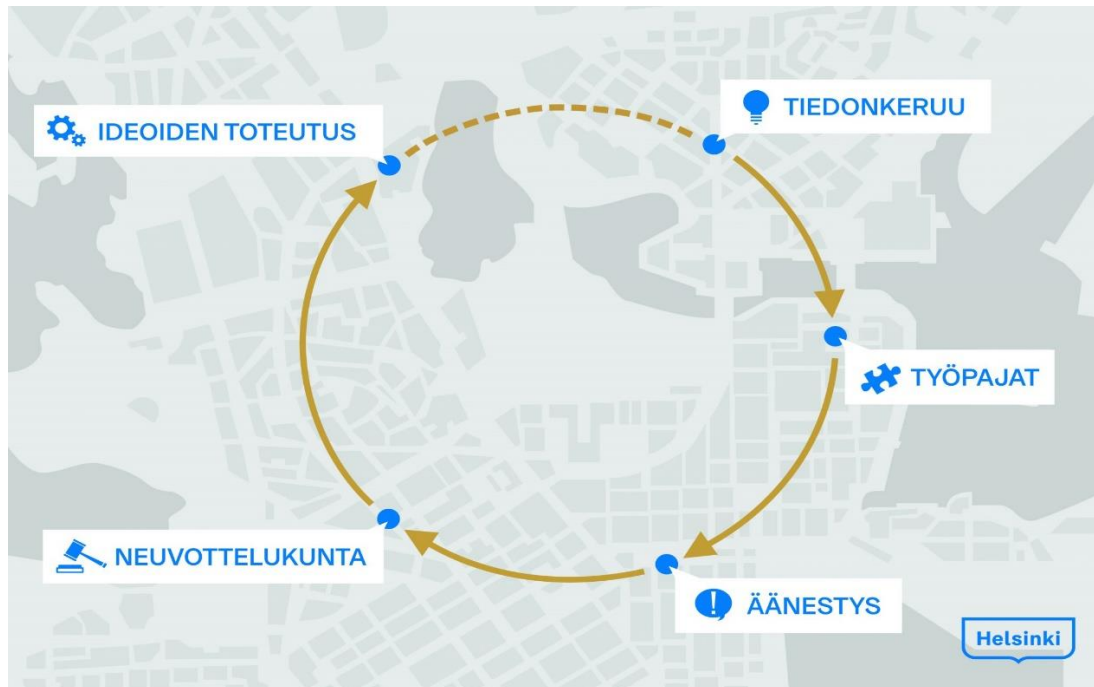 IDEOIDEN TOTEUTUS
TIEDONKERUU
TYÖPAJAT
NEUVOTTELUKUNTA
ÄÄNESTYS
Helsinki